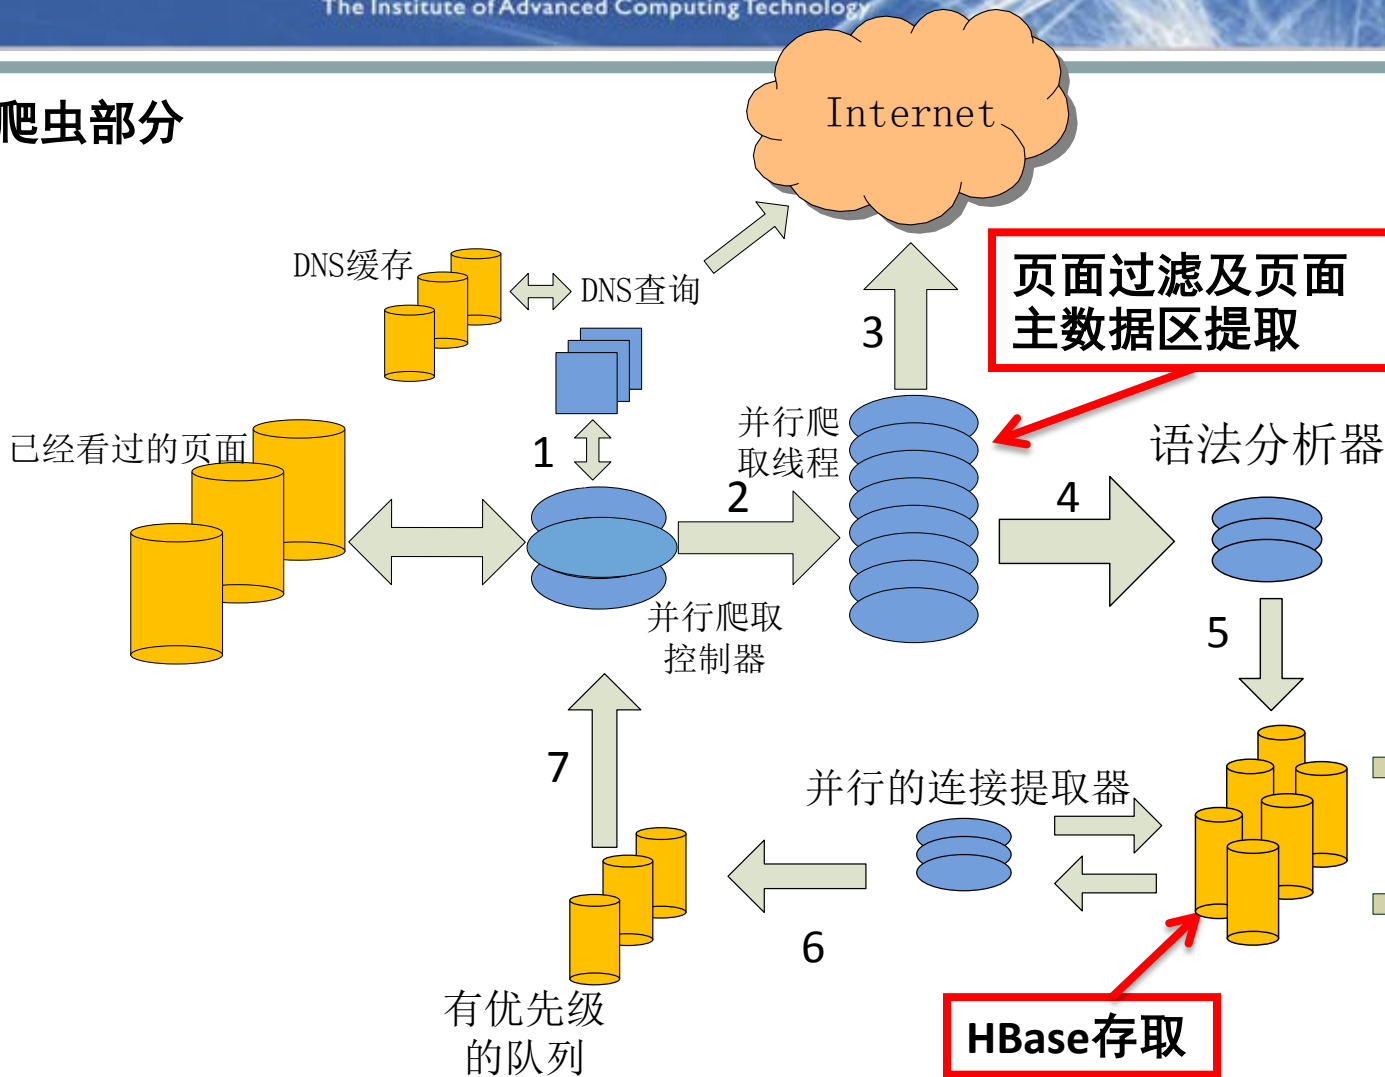 The Institute of Advanced Computing Technology
爬虫部分
Internet
DNS缓存
DNS查询
页面过滤及页面
主数据区提取
3
并行爬
取线程
语法分析器
已经看过的页面
1
2
4
并行爬取
控制器
5
7
并行的连接提取器
6
有优先级
的队列
HBase存取